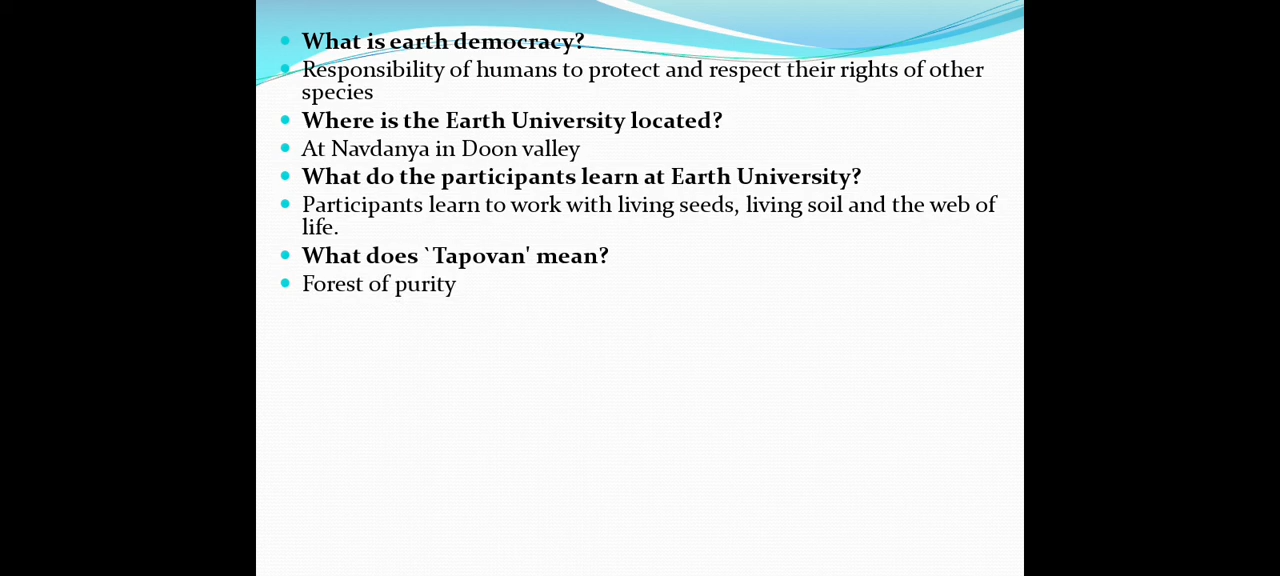 What is earth democracy?
Responsibility of humans to protect and respect their rights of other
species
Where is the Earth University located?
At Navdanya in Doon valley
What do the participants learn at Earth University?
Participants learn to work with living seeds, living soil and the web of
life.
What does `Tapovan' mean?
Forest of purity